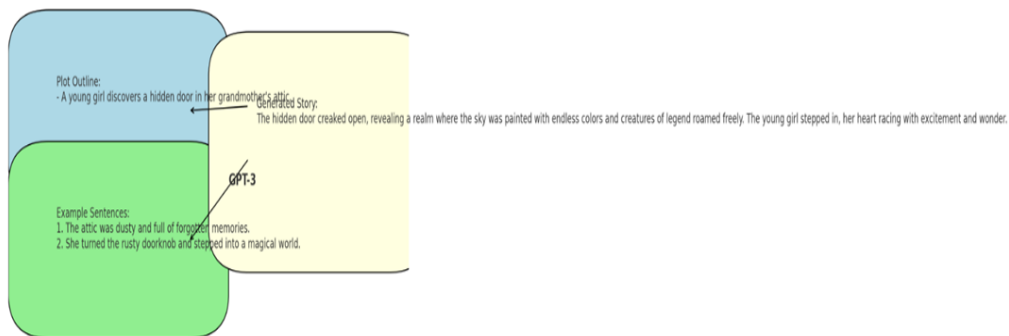 Plot Outline:
- A young girl discovers a hidden door in her grandmother's attic.
Generated Story:
The hidden door creaked open, revealing a realm where the sky was painted with endless colors and creatures of legend roamed freely. The young girl stepped in, her heart racing with excitement and wonder.
GPT-3
Example Sentences:
1. The attic was dusty and full of forgotten memories.
2. She turned the rusty doorknob and stepped into a magical world.